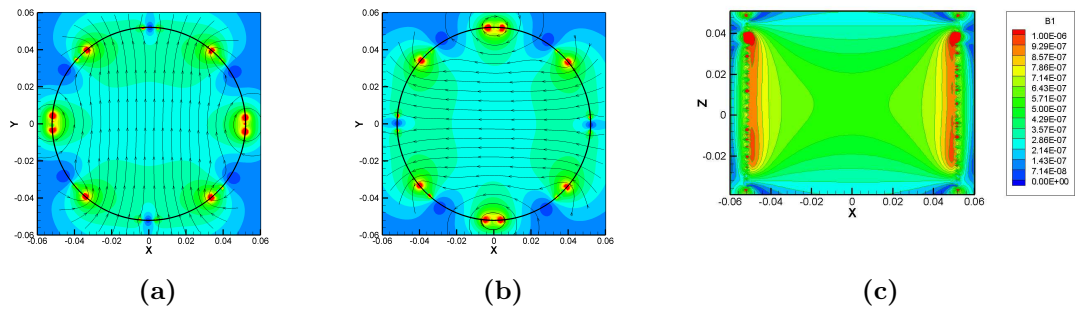 0.06
0.04
0.02
0
-0.02
-0.04
-0.06
Y
-0.06 -0.04 -0.02 0 0.02 0.04 0.06
X
(a)
0.06
0.04
0.02
0
-0.02
-0.04
-0.06
Y
-0.06 -0.04 -0.02 0 0.02 0.04 0.06
X
(b)
0.04
0.02
0
-0.02
Z
-0.06 -0.04 -0.02 0 0.02 0.04 0.06
X
(c)
B1
1.00E-06
9.29E-07
8.57E-07
7.86E-07
7.14E-07
6.43E-07
5.71E-07
5.00E-07
4.29E-07
3.57E-07
2.86E-07
2.14E-07
1.43E-07
7.14E-08
0.00E+00